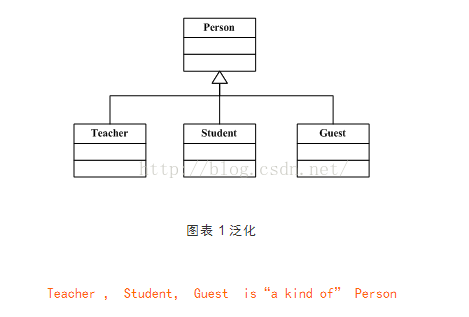 Person
Teacher Student Guest
http://blog.csdn.net/
图表 1 泛化
Teacher , Student, Guest is “a kind of” Person